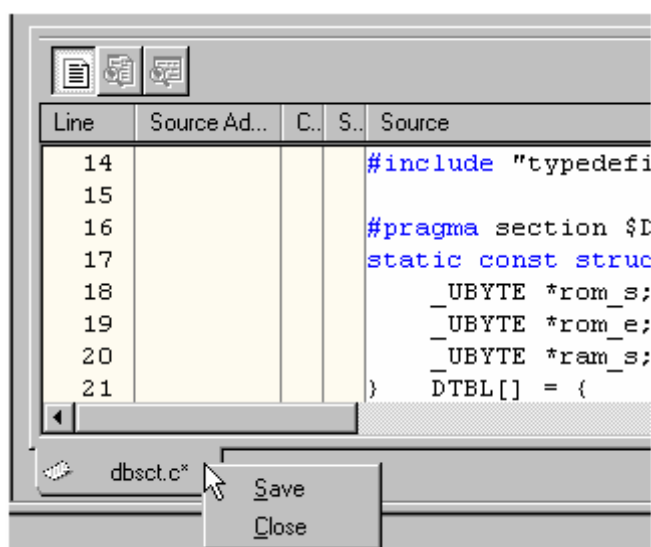 Line Source Ad... C.. S.. Source
14 #include "typedefi
15
16 #pragma section $D
17 static const struc
18 _UBYTE *rom_s;
19 _UBYTE *rom_e;
20 _UBYTE *ram_s;
21 } DTBL[] = {
dbsct.c*
Save
Close